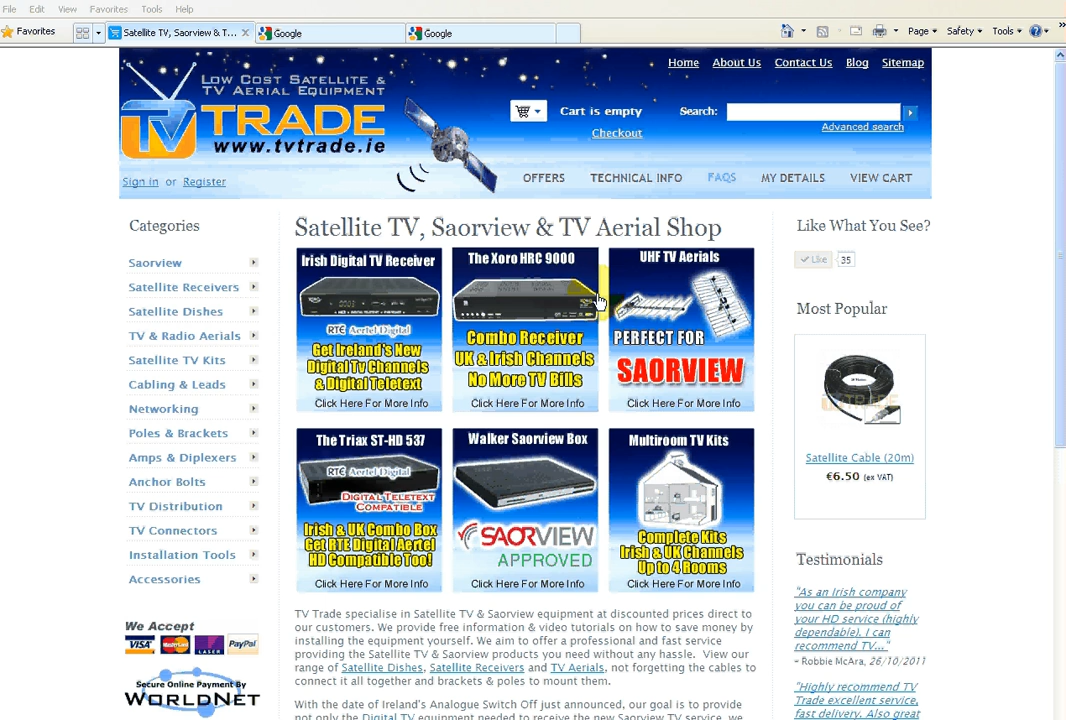 File Edit View Favorites Tools Help
Favorites
Satellite TV, Saorview & T...
Google
Google
Page Safety Tools
Home About Us Contact Us Blog Sitemap
LOW COST SATELLITE &
TV AERIAL EQUIPMENT
TV TRADE
www.tvtrade.ie
Cart is empty
Checkout
Search:
Advanced search
Sign in or Register
OFFERS TECHNICAL INFO FAQS MY DETAILS VIEW CART
Categories
Saorview
Satellite Receivers
Satellite Dishes
TV & Radio Aerials
Satellite TV Kits
Cabling & Leads
Networking
Poles & Brackets
Amps & Diplexers
Anchor Bolts
TV Distribution
TV Connectors
Installation Tools
Accessories
We Accept
VISA MasterCard LASER PayPal
SECURE ONLINE PAYMENT BY
WORLDNET
Satellite TV, Saorview & TV Aerial Shop
Irish Digital TV Receiver
RTÉ Aertel Digital
Get Ireland's New
Digital Tv Channels
& Digital Teletext
Click Here For More Info
The Xoro HRC 9000
Combo Receiver
UK & Irish Channels
No More TV Bills
Click Here For More Info
UHF TV Aerials
PERFECT FOR
SAORVIEW
Click Here For More Info
The Triax ST-HD 537
RTÉ Aertel Digital
DIGITAL TELETEXT
COMPATIBLE
Irish & UK Combo Box
Get RTE Digital Aertel
HD Compatible Too!
Click Here For More Info
Walker Saorview Box
SAORVIEW
APPROVED
Click Here For More Info
Multiroom TV Kits
Complete Kits
Irish & UK Channels
Up to 4 Rooms
Click Here For More Info
TV Trade specialise in Satellite TV & Saorview equipment at discounted prices direct to
our customers. We provide free information & video tutorials on how to save money by
installing the equipment yourself. We aim to offer a professional and fast service
providing the Satellite TV & Saorview products you need without any hassle. View our
range of Satellite Dishes, Satellite Receivers and TV Aerials, not forgetting the cables to
connect it all together and brackets & poles to mount them.
With the date of Ireland's Analogue Switch Off just announced, our goal is to provide
not only the Digital TV equipment needed to receive the new Saorview TV service, we
Like What You See?
Like 35
Most Popular
TVTRADE
Satellite Cable (20m)
€6.50 (ex VAT)
Testimonials
"As an Irish company
you can be proud of
your HD service (highly
dependable). I can
recommend TV..."
- Robbie McAra, 26/10/2011
"Highly recommend TV
Trade excellent service,
fast delivery. Also great